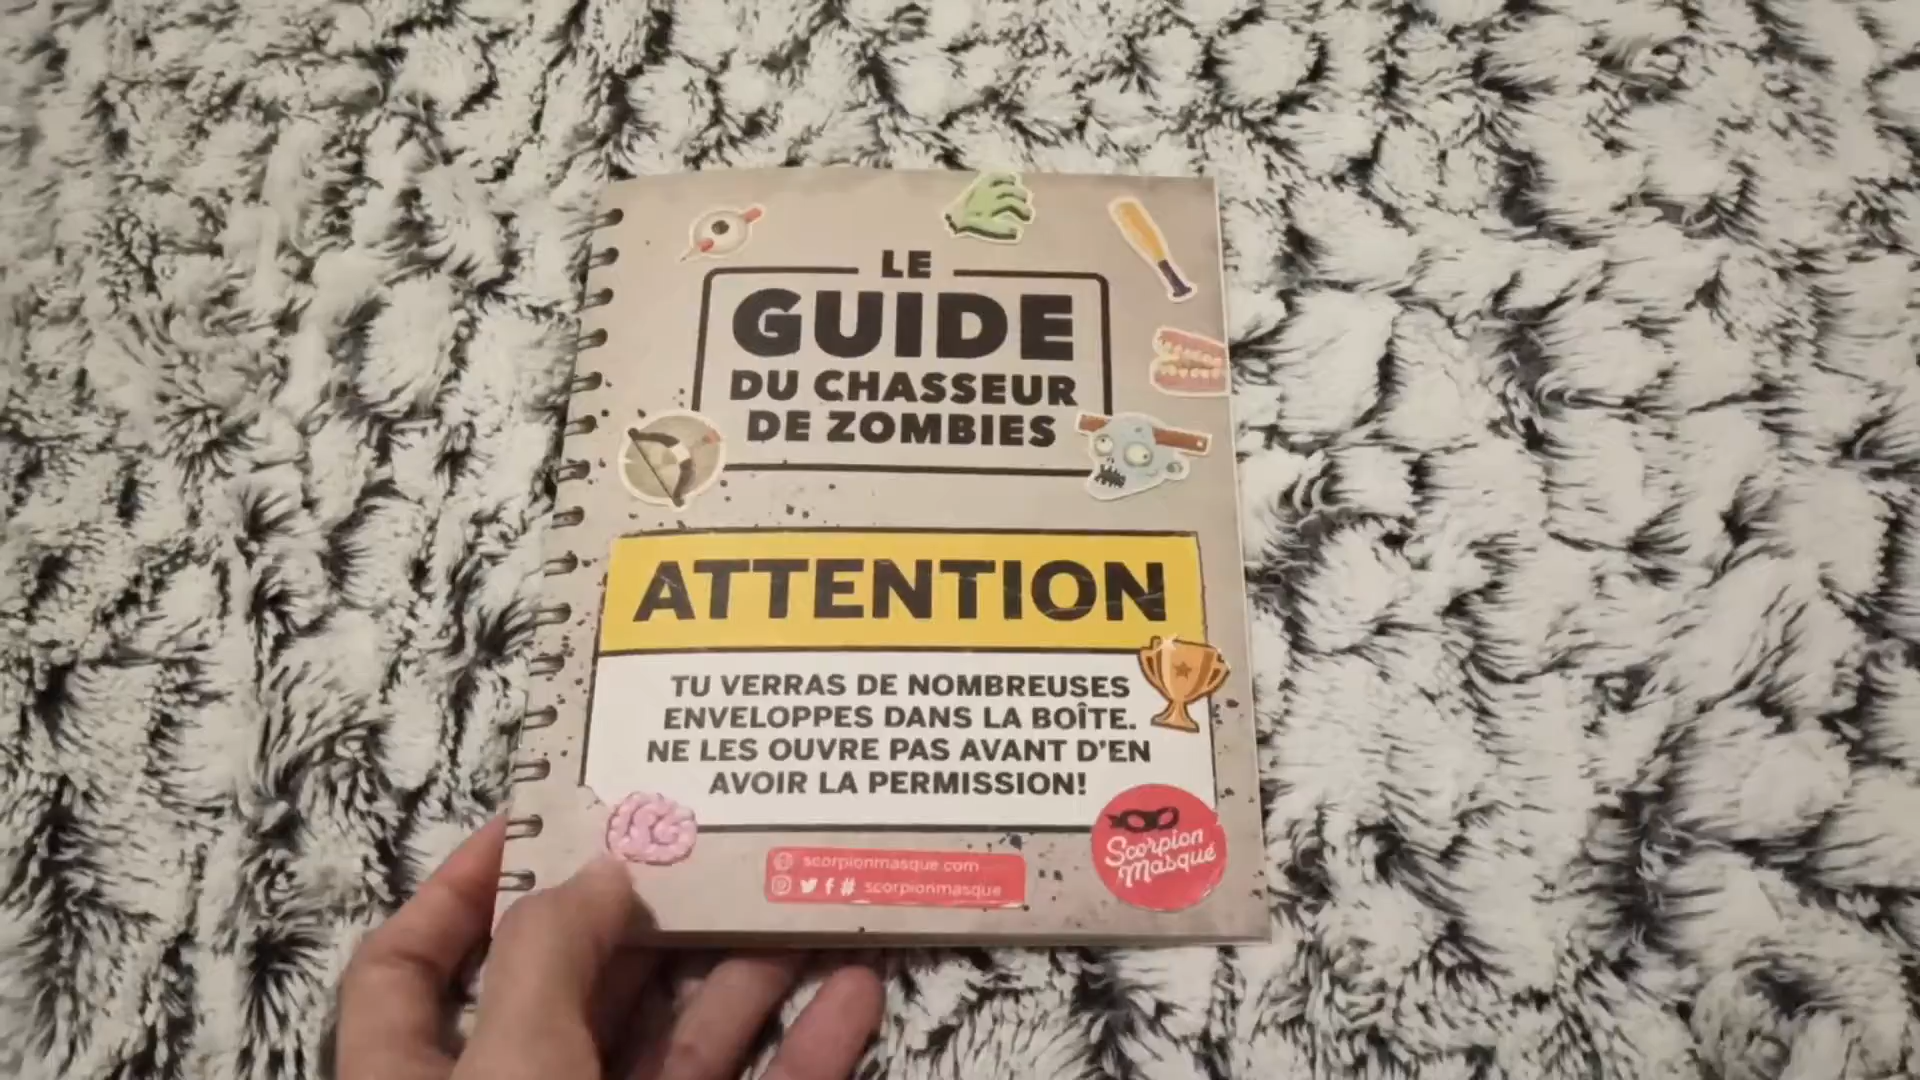 LE
GUIDE
DU CHASSEUR
DE ZOMBIES
ATTENTION
TU VERRAS DE NOMBREUSES
ENVELOPPES DANS LA BOÎTE.
NE LES OUVRE PAS AVANT D'EN
AVOIR LA PERMISSION!
scorpionmasque.com
# scorpionmasque
Scorpion
Masqué